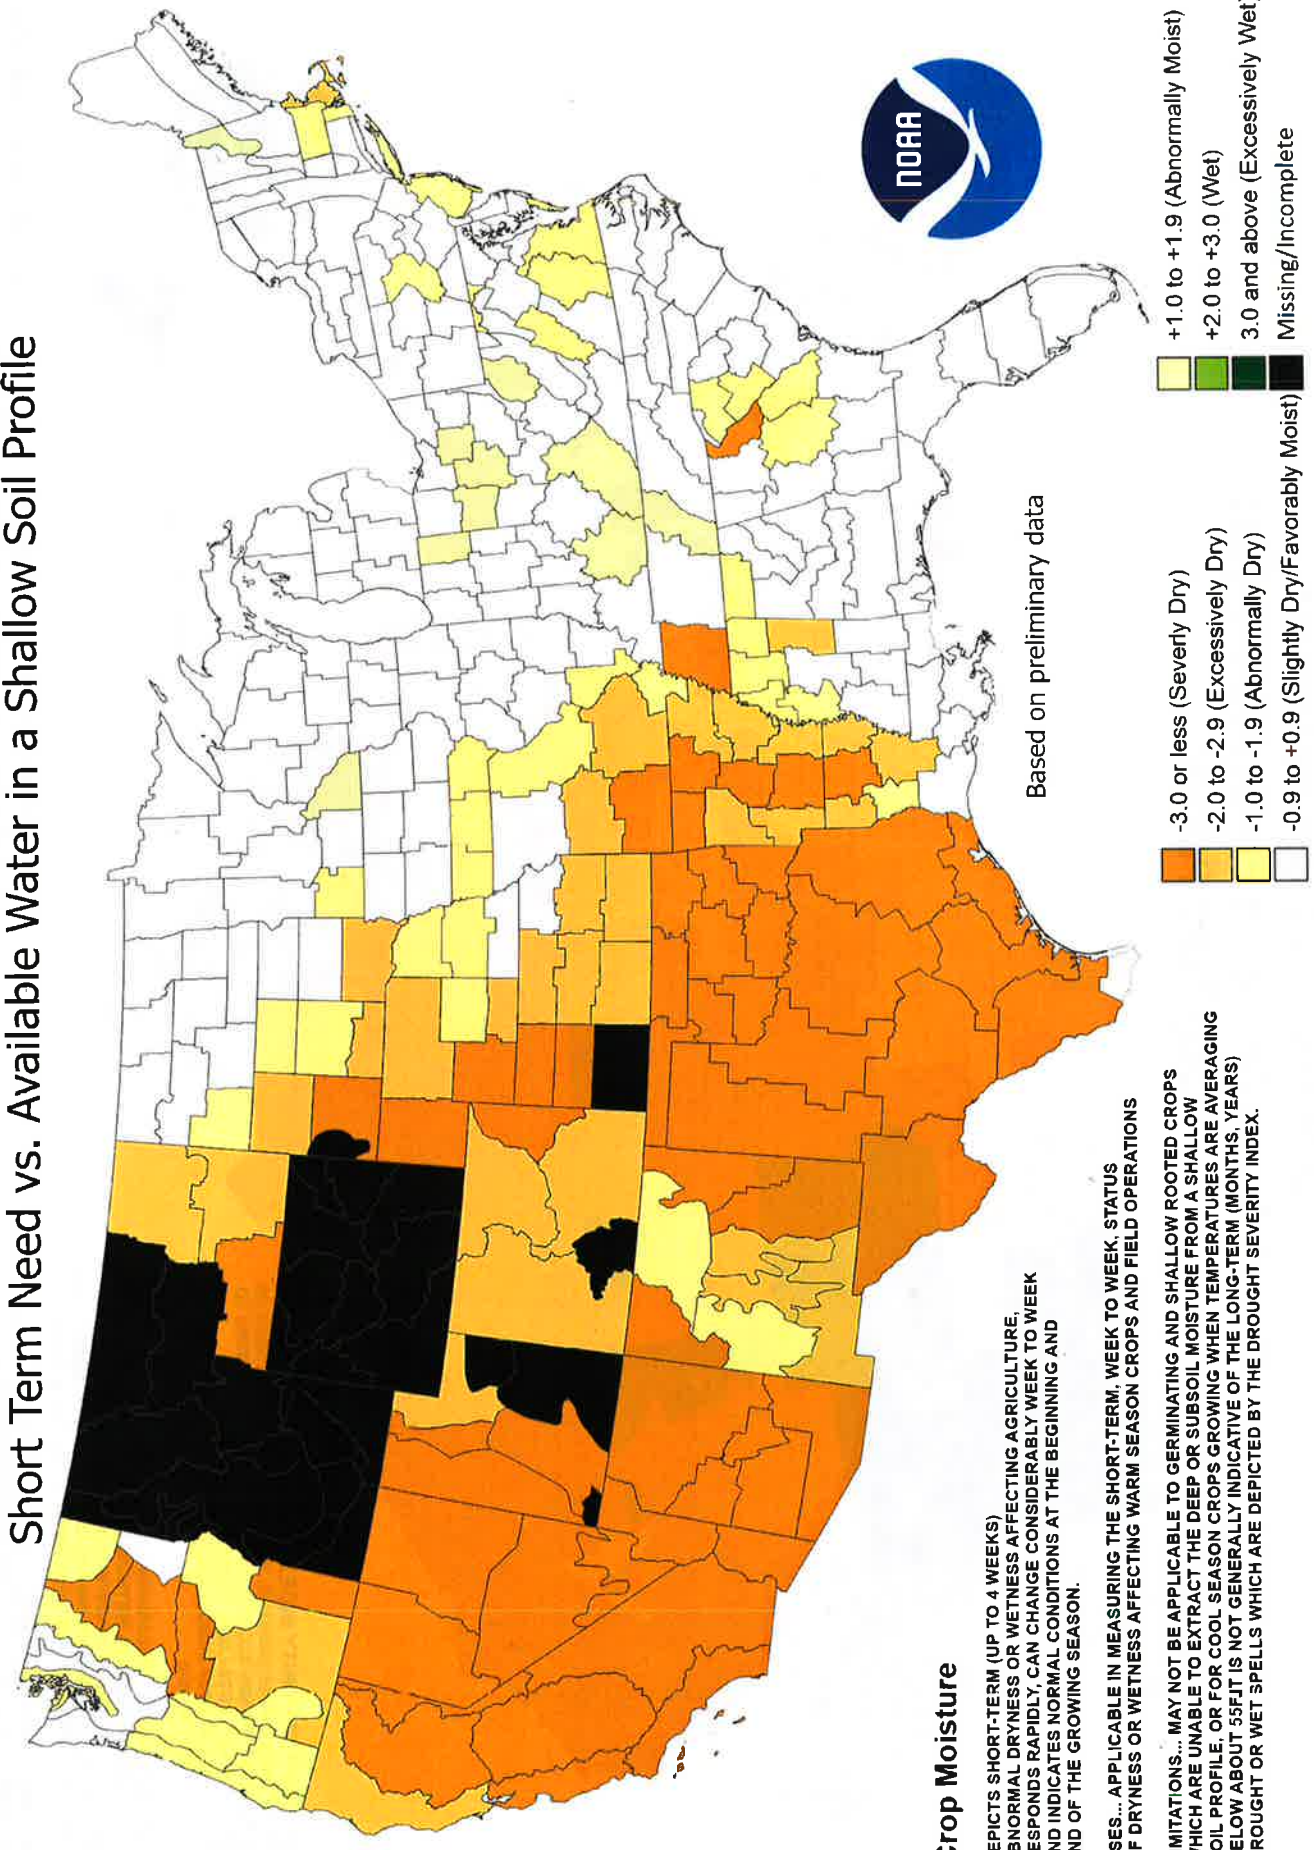 Short Term Need vs. Available Water in a Shallow Soil Profile
NOAA
Based on preliminary data
rop Moisture
EPICTS SHORT-TERM (UP TO 4 WEEKS)
BNORMAL DRYNESS OR WETNESS AFFECTING AGRICULTURE,
ESPONDS RAPIDLY, CAN CHANGE CONSIDERABLY WEEK TO WEEK
ND INDICATES NORMAL CONDITIONS AT THE BEGINNING AND
ND OF THE GROWING SEASON.
SES... APPLICABLE IN MEASURING THE SHORT-TERM, WEEK TO WEEK, STATUS
F DRYNESS OR WETNESS AFFECTING WARM SEASON CROPS AND FIELD OPERATIONS
MITATIONS... MAY NOT BE APPLICABLE TO GERMINATING AND SHALLOW ROOTED CROPS
HICH ARE UNABLE TO EXTRACT THE DEEP OR SUBSOIL MOISTURE FROM A SHALLOW
OIL PROFILE, OR FOR COOL SEASON CROPS GROWING WHEN TEMPERATURES ARE AVERAGING
ELOW ABOUT 55FJT IS NOT GENERALLY INDICATIVE OF THE LONG-TERM (MONTHS, YEARS)
ROUGHT OR WET SPELLS WHICH ARE DEPICTED BY THE DROUGHT SEVERITY INDEX.
-3.0 or less (Severly Dry)
-2.0 to -2.9 (Excessively Dry)
-1.0 to -1.9 (Abnormally Dry)
-0.9 to +0.9 (Slightly Dry/Favorably Moist)
+1.0 to +1.9 (Abnormally Moist)
+2.0 to +3.0 (Wet)
3.0 and above (Excessively Wet)
Missing/Incomplete